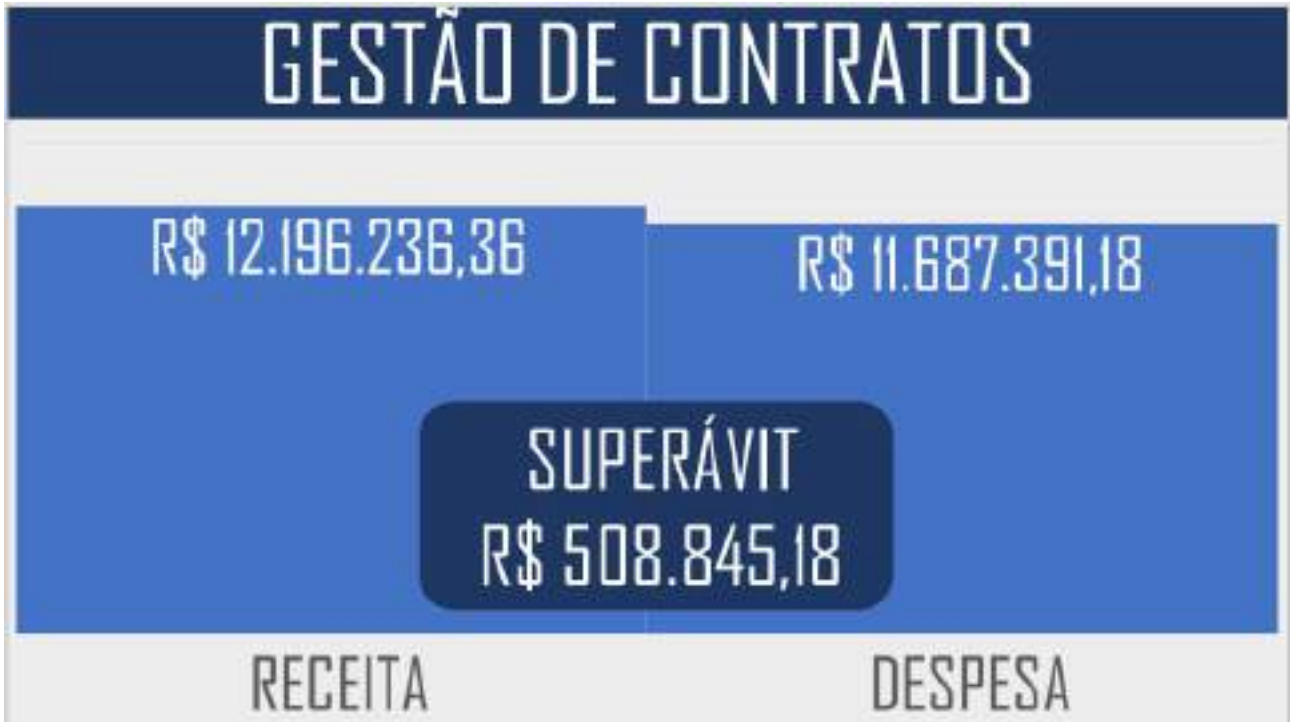 GESTÃO DE CONTRATOS
R$ 12.196.236,36
R$ 11.687.391,18
SUPERÁVIT
R$ 508.845,18
RECEITA
DESPESA